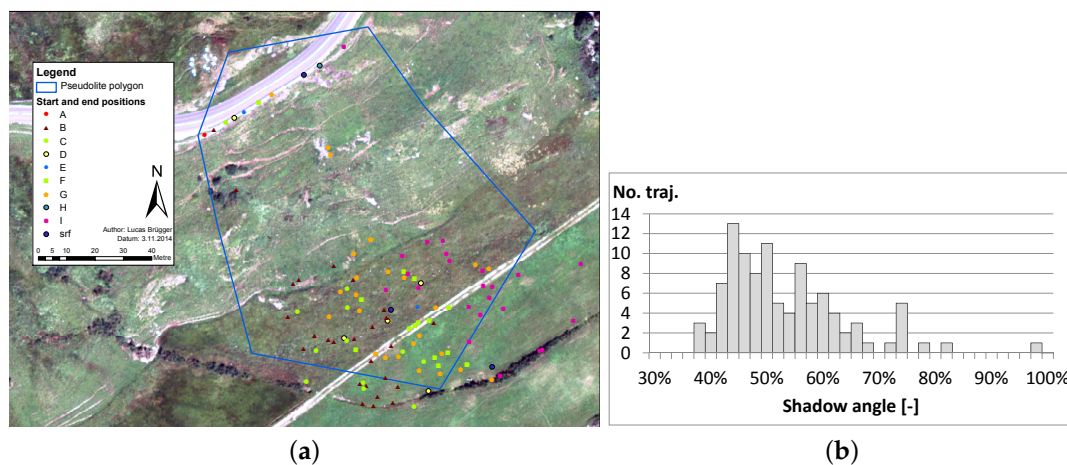 Legend
Pseudolite polygon
Start and end positions
A
B
C
D
E
F
G
H
I
srf
N
Author: Lucas Brügger
Datum: 3.11.2014
0 5 10 20 30 40
Metre
(a)
No. traj.
14
12
10
8
6
4
2
0
30% 40% 50% 60% 70% 80% 90% 100%
Shadow angle [-]
(b)